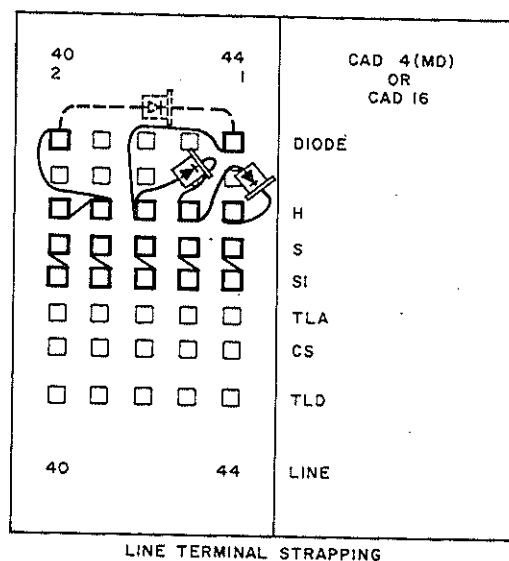 40 44
2 1
CAD 4(MD)
OR
CAD 16
DIODE
H
S
S1
TLA
CS
TLD
40 44 LINE
LINE TERMINAL STRAPPING